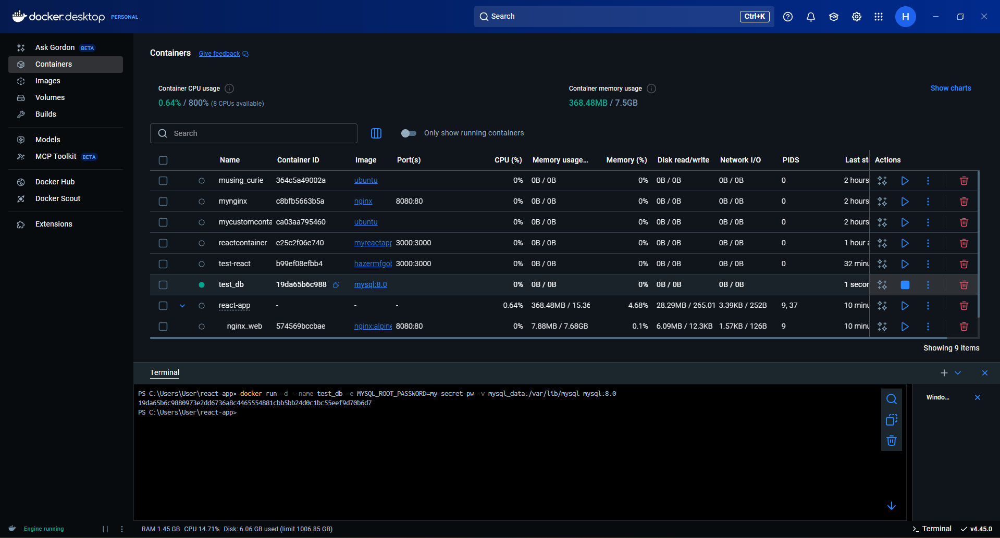 docker desktop PERSONAL
Search Ctrl+K
H
Ask Gordon BETA
Containers
Images
Volumes
Builds
Models
MCP Toolkit BETA
Docker Hub
Docker Scout
Extensions
Containers Give feedback
Container CPU usage
0.64% / 800% (8 CPUs available)
Container memory usage
368.48MB / 7.5GB
Show charts
Search
Only show running containers
Name Container ID Image Port(s) CPU (%) Memory usage... Memory (%) Disk read/write Network I/O PIDS Last sta Actions
musing_curie 364c5a49002a ubuntu 0% 0B / 0B 0% 0B / 0B 0B / 0B 0 2 hours
mynginx c8bfb5663b5a nginx 8080:80 0% 0B / 0B 0% 0B / 0B 0B / 0B 0 2 hours
mycustomconta ca03aa795460 ubuntu 0% 0B / 0B 0% 0B / 0B 0B / 0B 0 2 hours
reactcontainer e25c2f06e740 myreactapp 3000:3000 0% 0B / 0B 0% 0B / 0B 0B / 0B 0 1 hour a
test-react b99ef08efbb4 hazermfgob 3000:3000 0% 0B / 0B 0% 0B / 0B 0B / 0B 0 32 minu
test_db 19da65b6c988 mysql:8.0 0% 0B / 0B 0% 0B / 0B 0B / 0B 1 secon
react-app - - - 0.64% 368.48MB / 15.36 4.68% 28.29MB / 265.01 3.39KB / 252B 9, 37 10 minu
nginx_web 574569bccbae nginx:alpine 8080:80 0% 7.88MB / 7.68GB 0.1% 6.09MB / 12.3KB 1.57KB / 126B 9 10 minu
Showing 9 items
Terminal
PS C:\Users\User\react-app> docker run -d --name test_db -e MYSQL_ROOT_PASSWORD=my-secret-pw -v mysql_data:/var/lib/mysql mysql:8.0
19da65b6c9880973e2dd6736a8c4465554881cbb5bb24d0c1bc55eef9d70b6d7
PS C:\Users\User\react-app>
Windo...
Engine running
RAM 1.45 GB CPU 14.71% Disk: 6.06 GB used (limit 1006.85 GB)
Terminal v4.45.0